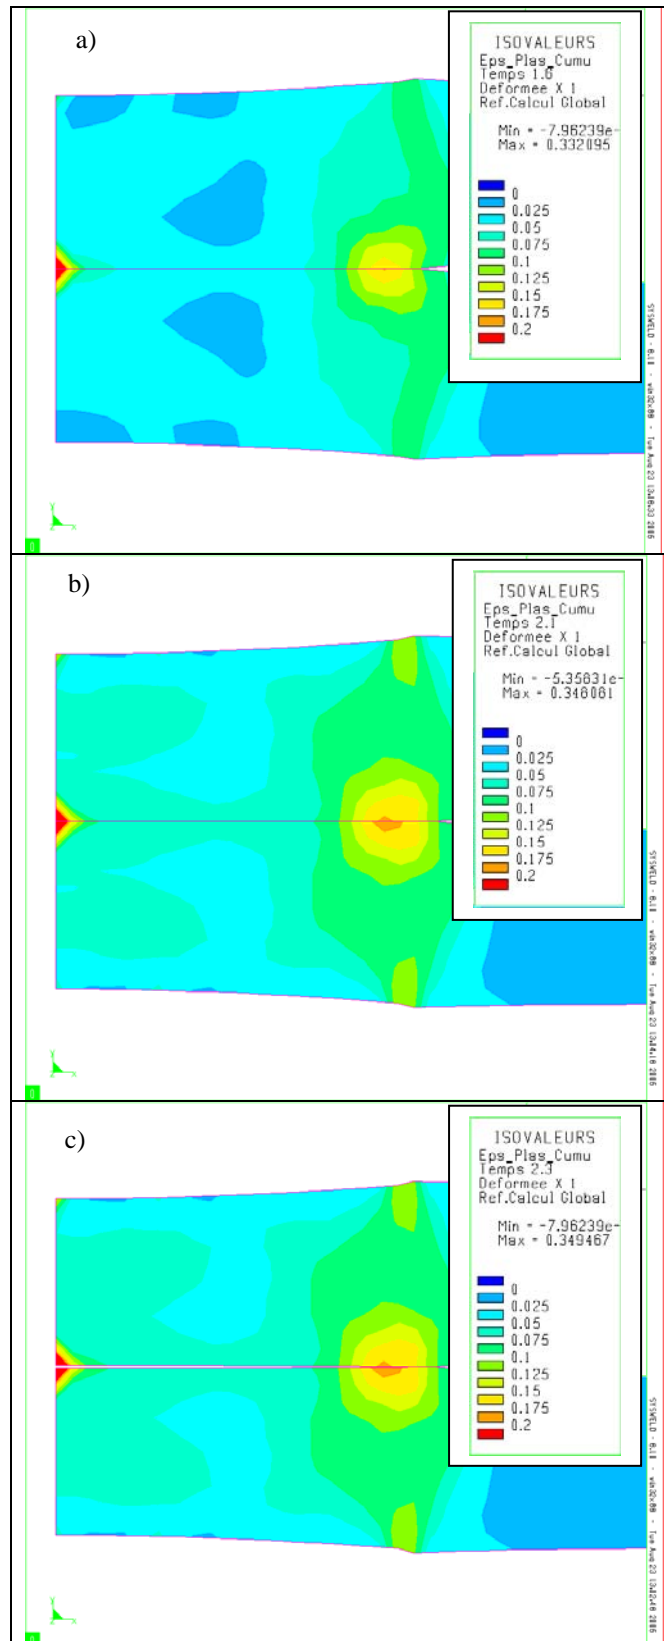 a)
ISOVALEURS
Eps_Plas_Cumu
Temps 1.6
Deformee X 1
Ref.Calcul Global
Min = -7.96239e-
Max = 0.332095
0
0.025
0.05
0.075
0.1
0.125
0.15
0.175
0.2
b)
ISOVALEURS
Eps_Plas_Cumu
Temps 2.1
Deformee X 1
Ref.Calcul Global
Min = -5.35831e-
Max = 0.348081
0
0.025
0.05
0.075
0.1
0.125
0.15
0.175
0.2
c)
ISOVALEURS
Eps_Plas_Cumu
Temps 2.3
Deformee X 1
Ref.Calcul Global
Min = -7.96239e-
Max = 0.349467
0
0.025
0.05
0.075
0.1
0.125
0.15
0.175
0.2